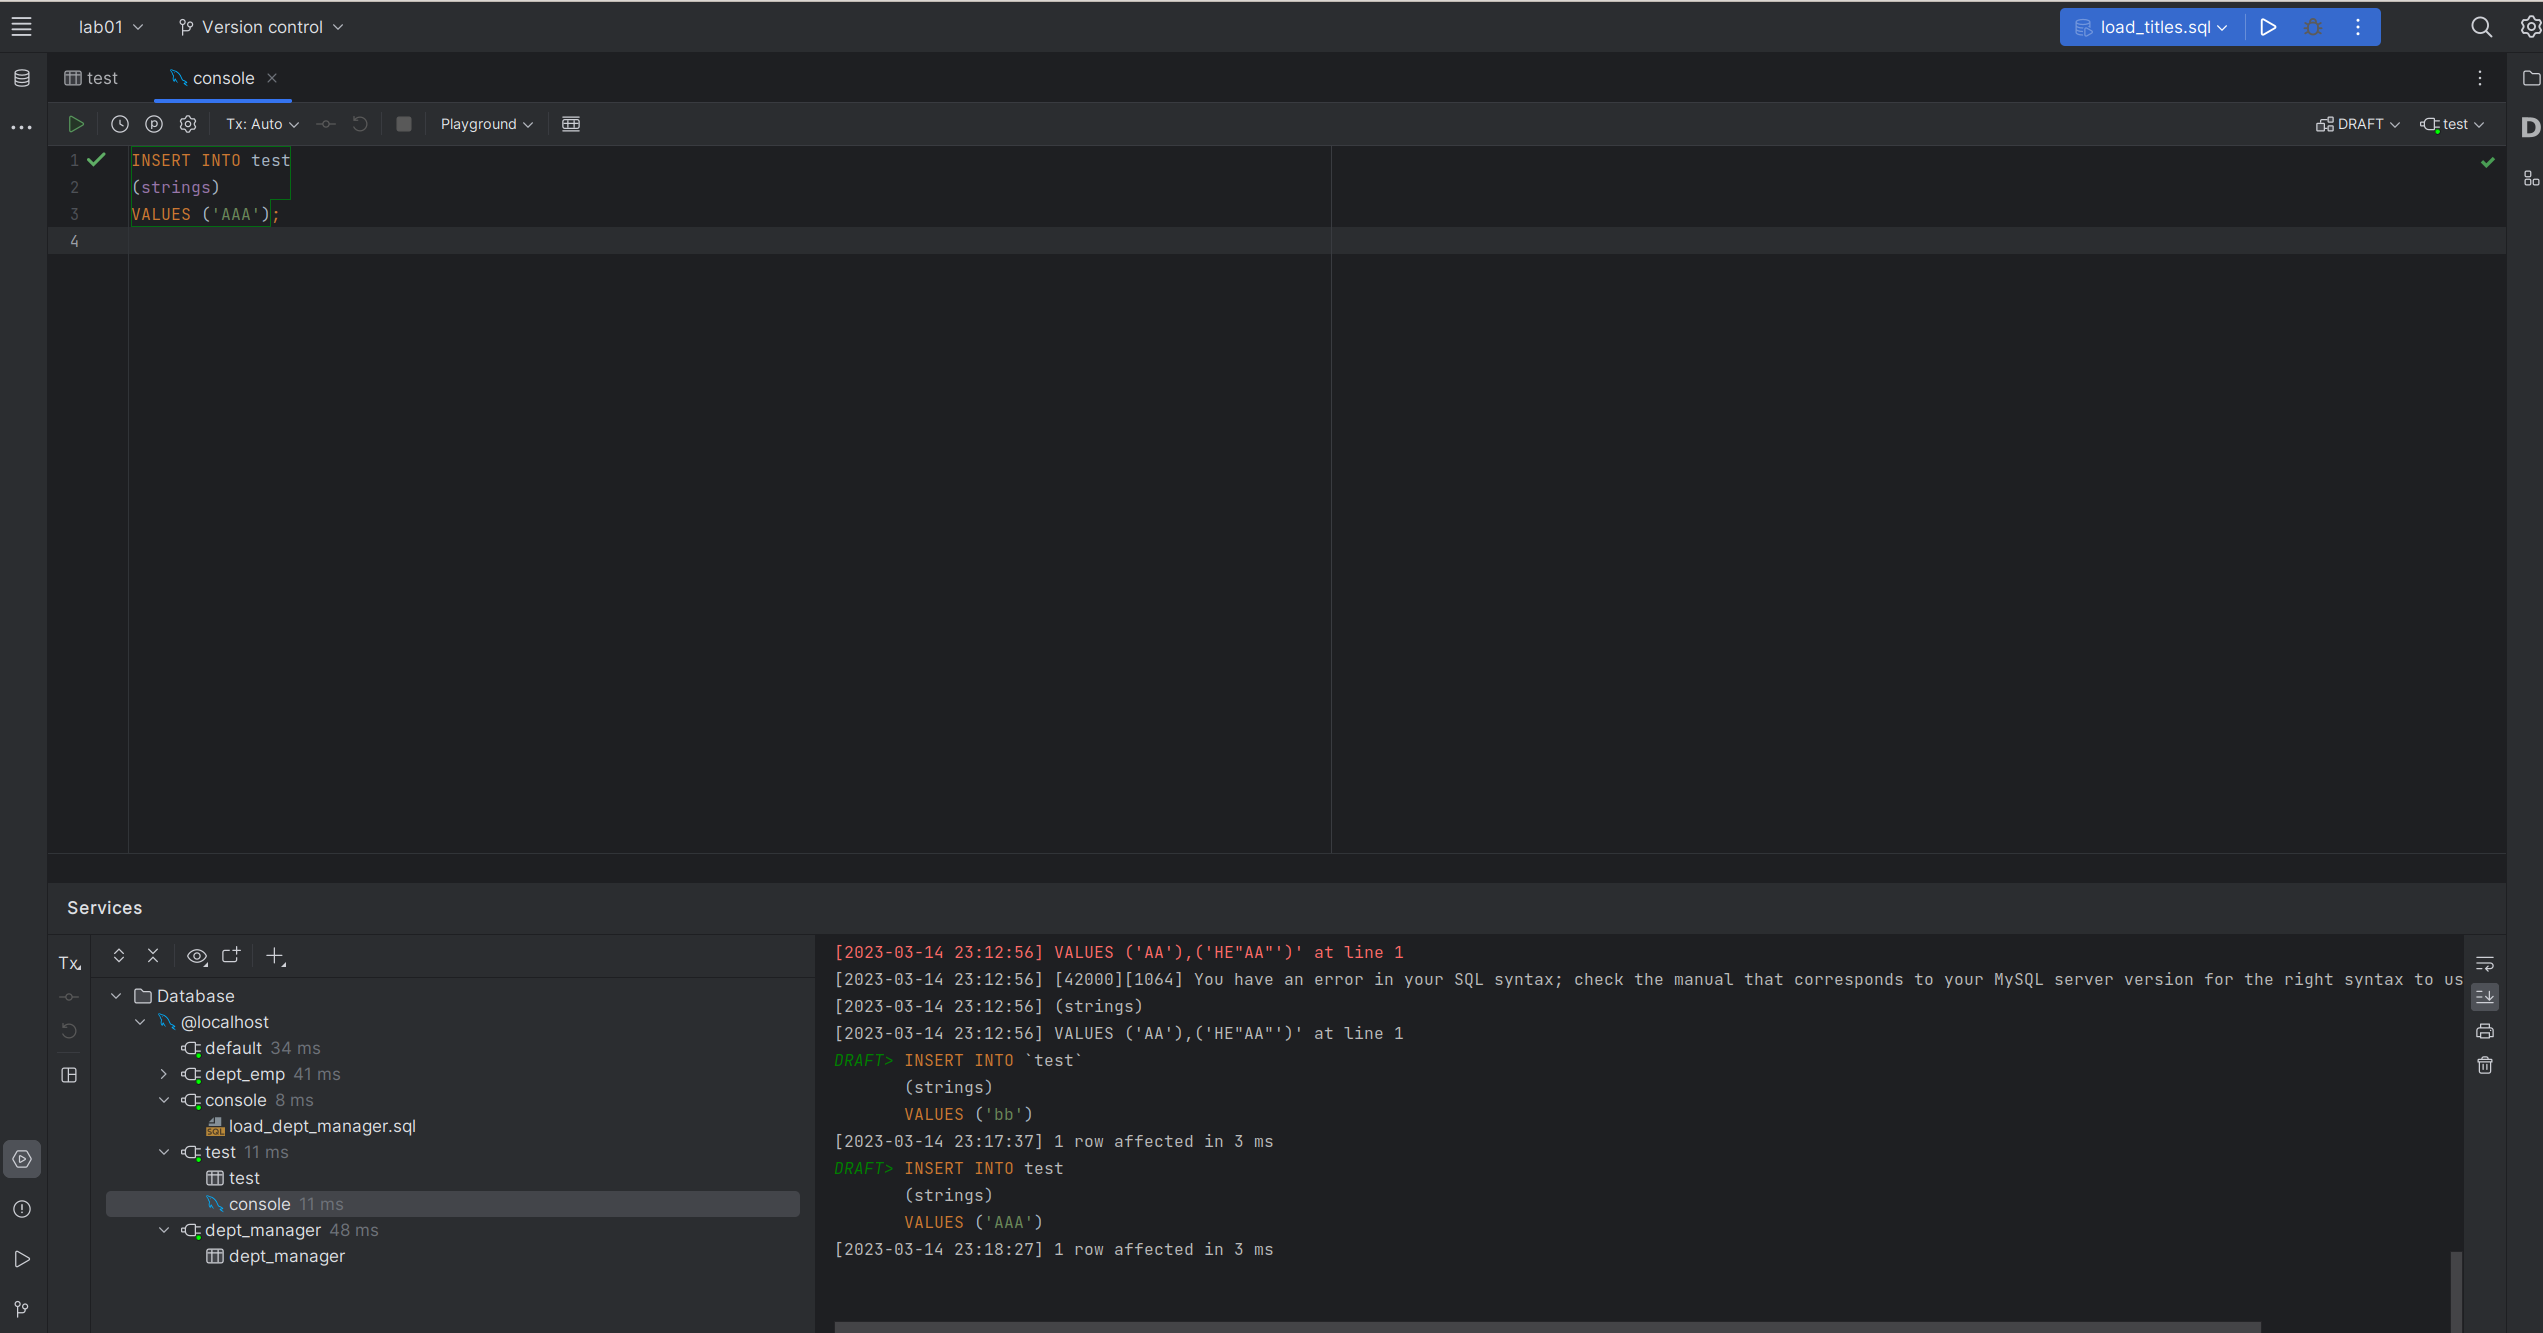 lab01 Version control load_titles.sql
test console
Tx: Auto Playground DRAFT test
1 INSERT INTO test
2 (strings)
3 VALUES ('AAA');
4
Services
Tx
Database
@localhost
default 34 ms
dept_emp 41 ms
console 8 ms
load_dept_manager.sql
test 11 ms
test
console 11 ms
dept_manager 48 ms
dept_manager
[2023-03-14 23:12:56] VALUES ('AA'),('HE"AA"')' at line 1
[2023-03-14 23:12:56] [42000][1064] You have an error in your SQL syntax; check the manual that corresponds to your MySQL server version for the right syntax to us
[2023-03-14 23:12:56] (strings)
[2023-03-14 23:12:56] VALUES ('AA'),('HE"AA"')' at line 1
DRAFT> INSERT INTO `test`
(strings)
VALUES ('bb')
[2023-03-14 23:17:37] 1 row affected in 3 ms
DRAFT> INSERT INTO test
(strings)
VALUES ('AAA')
[2023-03-14 23:18:27] 1 row affected in 3 ms
D